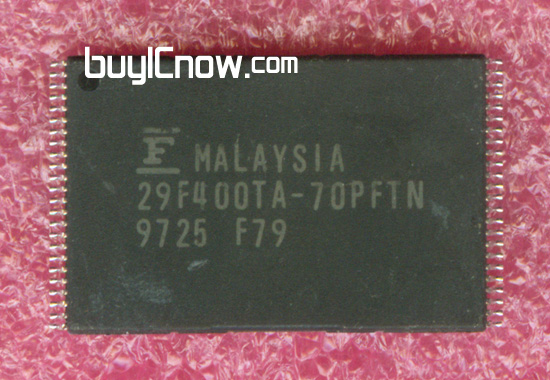 buyICnow.com
F MALAYSIA
29F400TA-70PFTN
9725 F79